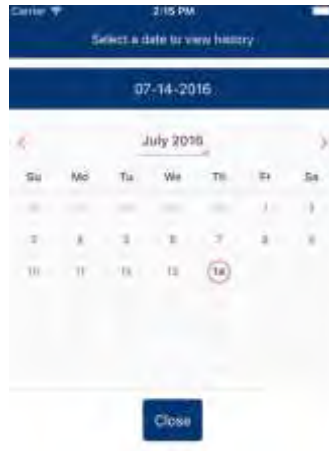 Carrier 2:15 PM
Select a date to view history
07-14-2016
July 2016
Su Mo Tu We Th Fr Sa
1 2
3 4 5 6 7 8 9
10 11 12 13 14
Close